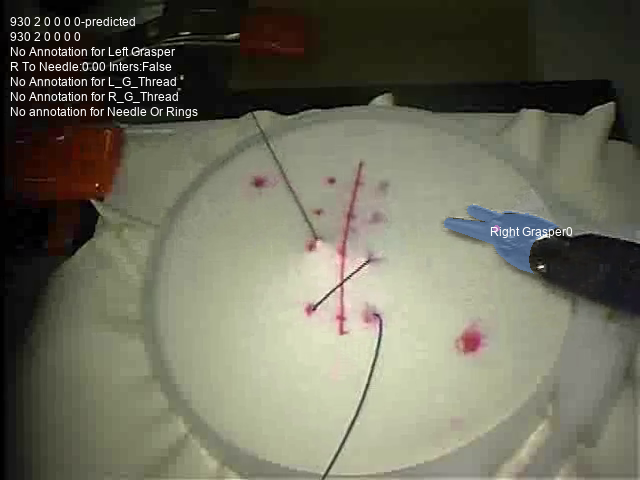 930 2 0 0 0 0-predicted
930 2 0 0 0 0
No Annotation for Left Grasper
R To Needle:0.00 Inters:False
No Annotation for L_G_Thread
No Annotation for R_G_Thread
No annotation for Needle Or Rings
Right Grasper0